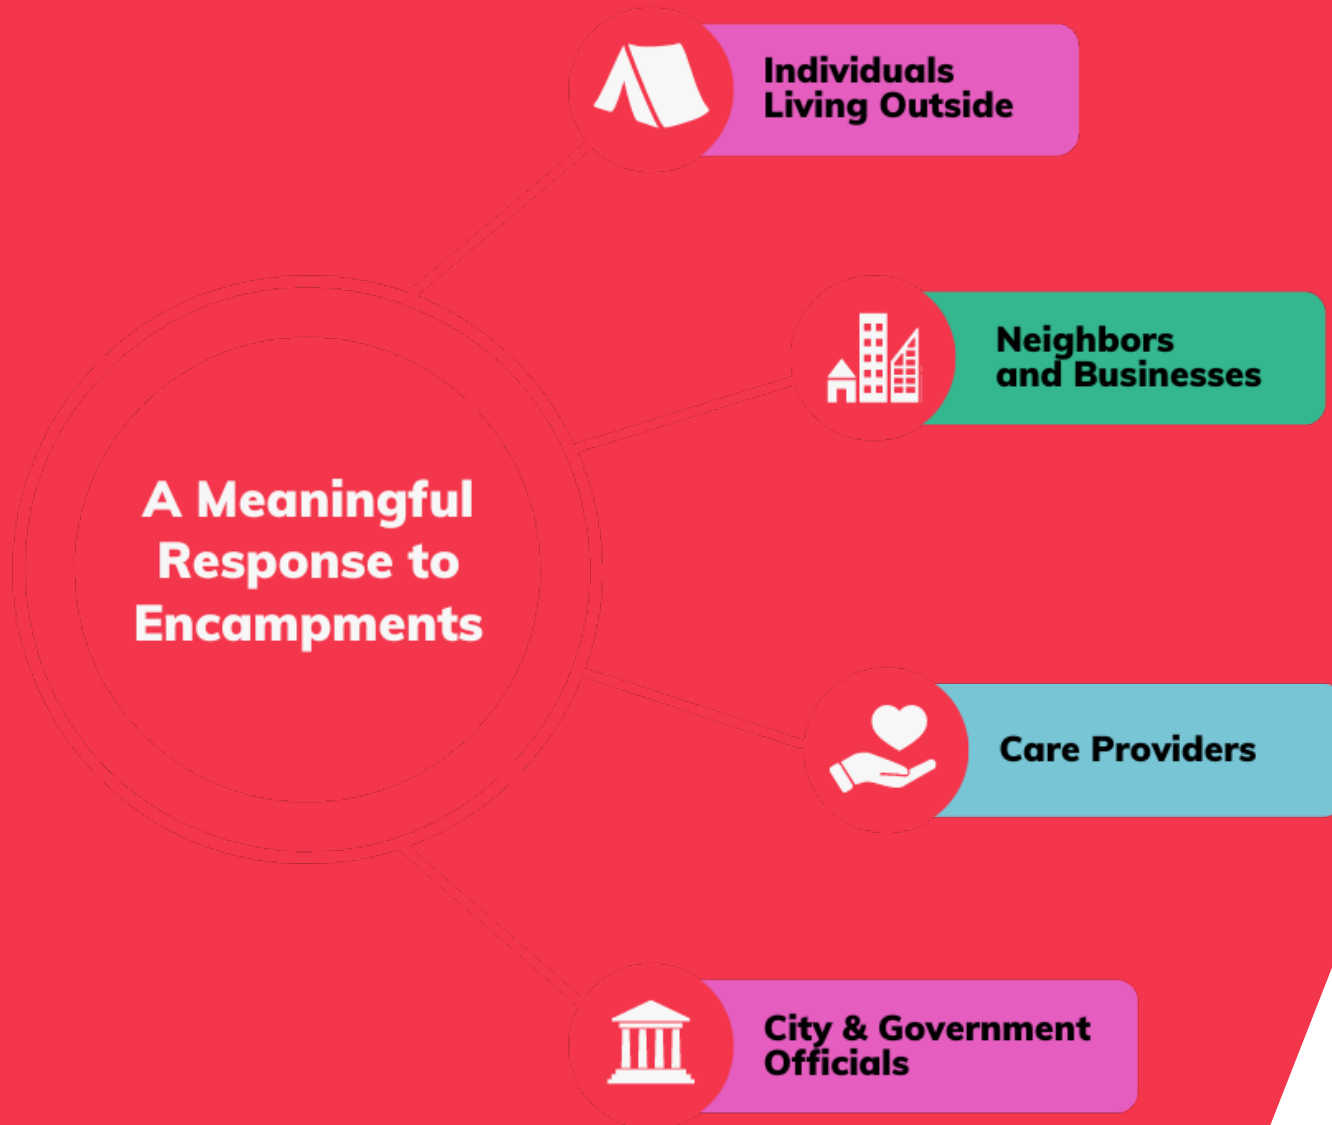 Individuals
Living Outside
Neighbors
and Businesses
A Meaningful
Response to
Encampments
Care Providers
City & Government
Officials